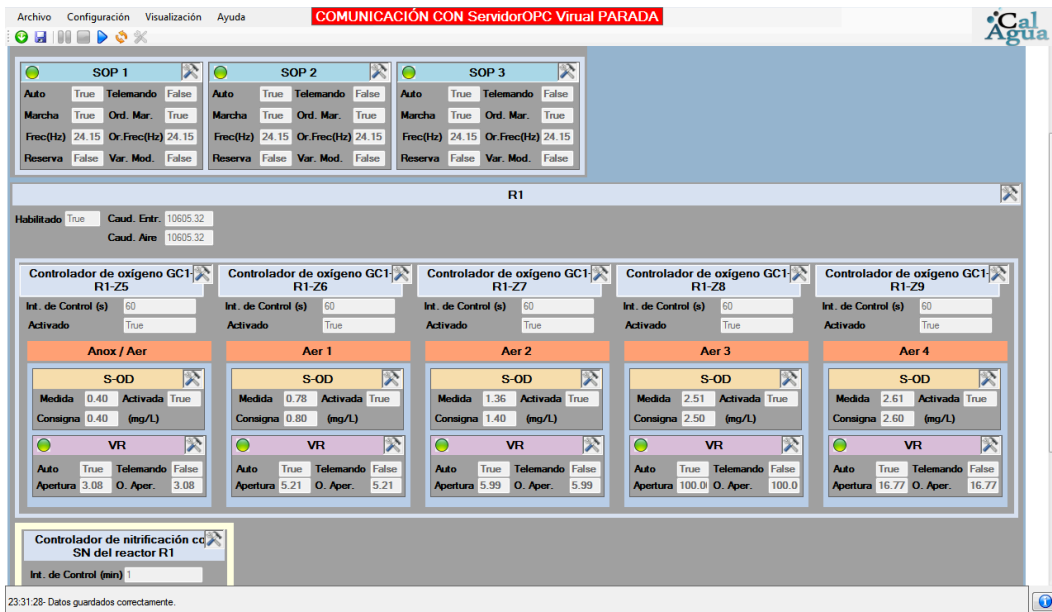 Archivo Configuración Visualización Ayuda COMUNICACIÓN CON ServidorOPC Virual PARADA
Cal Agua
SOP 1 SOP 2 SOP 3
Auto True Telemando False Auto True Telemando False Auto True Telemando False
Marcha True Ord. Mar. True Marcha True Ord. Mar. True Marcha True Ord. Mar. True
Frec(Hz) 24.15 Or.Frec(Hz) 24.15 Frec(Hz) 24.15 Or.Frec(Hz) 24.15 Frec(Hz) 24.15 Or.Frec(Hz) 24.15
Reserva False Var. Mod. False Reserva False Var. Mod. False Reserva False Var. Mod. False
R1
Habilitado True Caud. Entr. 10605.32
Caud. Aire 10605.32
Controlador de oxígeno GC1- Controlador de oxígeno GC1- Controlador de oxígeno GC1- Controlador de oxígeno GC1- Controlador de oxígeno GC1-
R1-Z5 R1-Z6 R1-Z7 R1-Z8 R1-Z9
Int. de Control (s) 60 Int. de Control (s) 60 Int. de Control (s) 60 Int. de Control (s) 60 Int. de Control (s) 60
Activado True Activado True Activado True Activado True Activado True
Anox / Aer Aer 1 Aer 2 Aer 3 Aer 4
S-OD S-OD S-OD S-OD S-OD
Medida 0.40 Activada True Medida 0.78 Activada True Medida 1.36 Activada True Medida 2.51 Activada True Medida 2.61 Activada True
Consigna 0.40 (mg/L) Consigna 0.80 (mg/L) Consigna 1.40 (mg/L) Consigna 2.50 (mg/L) Consigna 2.60 (mg/L)
VR VR VR VR VR
Auto True Telemando False Auto True Telemando False Auto True Telemando False Auto True Telemando False Auto True Telemando False
Apertura 3.08 O. Aper. 3.08 Apertura 5.21 O. Aper. 5.21 Apertura 5.99 O. Aper. 5.99 Apertura 100.0 O. Aper. 100.0 Apertura 16.77 O. Aper. 16.77
Controlador de nitrificación co
SN del reactor R1
Int. de Control (min) 1
23:31:28- Datos guardados correctamente.